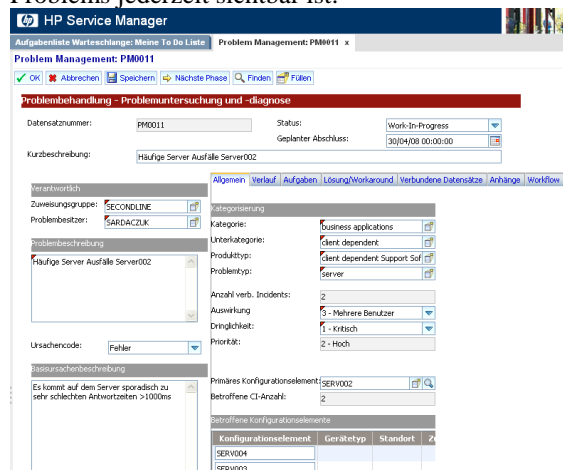 Problems jederzeit sichtbar ist.
HP Service Manager
Aufgabenliste Warteschlange: Meine To Do Liste Problem Management: PM0011 x
Problem Management: PM0011
OK Abbrechen Speichern Nächste Phase Finden Füllen
Problembehandlung - Problemuntersuchung und -diagnose
Datensatznummer: PM0011 Status: Work-In-Progress
Geplanter Abschluss: 30/04/08 00:00:00
Kurzbeschreibung: Häufige Server Ausfälle Server002
Allgemein Verlauf Aufgaben Lösung/Workaround Verbundene Datensätze Anhänge Workflow
Verantwortlich
Zuweisungsgruppe: SECONDLINE
Problembesitzer: SARDACZUK
Problembeschreibung
Häufige Server Ausfälle Server002
Ursachencode: Fehler
Basisursachenbeschreibung
Es kommt auf dem Server sporadisch zu
sehr schlechten Antwortzeiten >1000ms
Kategorisierung
Kategorie: business applications
Unterkategorie: client dependent
Produkttyp: client dependent Support Sof
Problemtyp: server
Anzahl verb. Incidents: 2
Auswirkung 3 - Mehrere Benutzer
Dringlichkeit: 1 - Kritisch
Priorität: 2 - Hoch
Primäres Konfigurationselement: SERV002
Betroffene CI-Anzahl: 2
Betroffene Konfigurationselemente
Konfigurationselement Gerätetyp Standort Zu
SERV004
SERV003